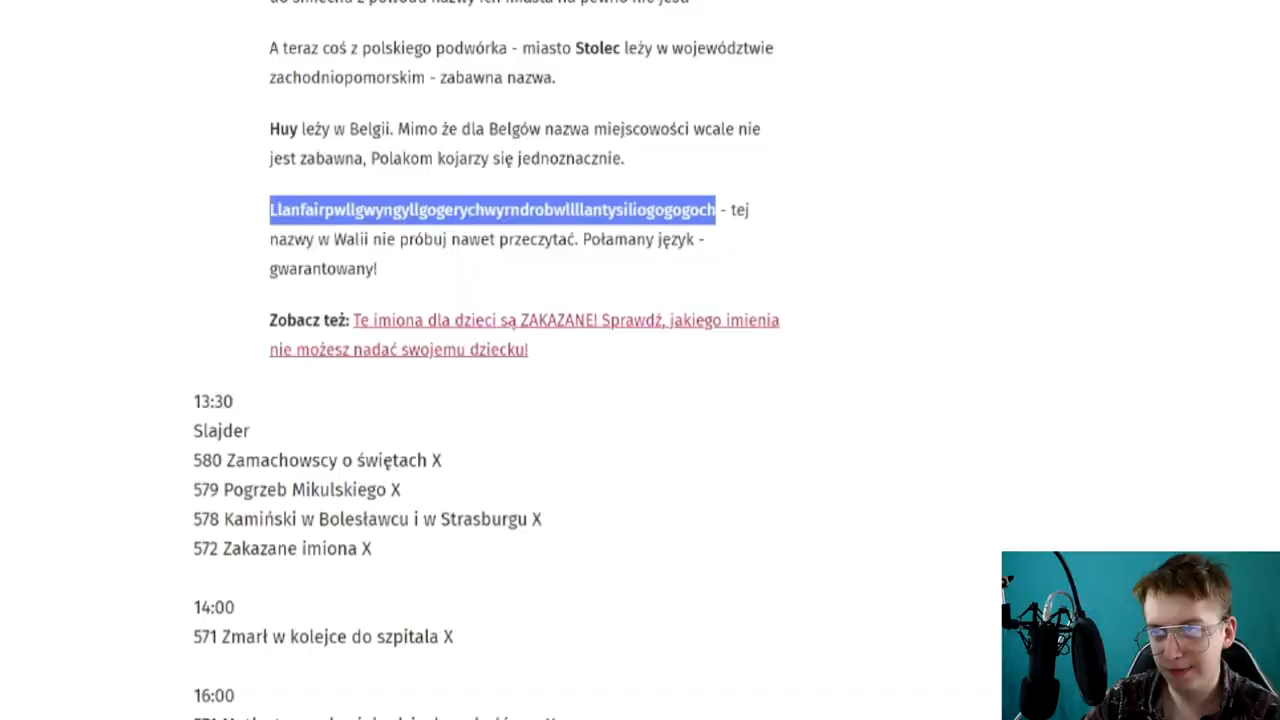 A teraz coś z polskiego podwórka - miasto Stolec leży w województwie
zachodniopomorskim - zabawna nazwa.
Huy leży w Belgii. Mimo że dla Belgów nazwa miejscowości wcale nie
jest zabawna, Polakom kojarzy się jednoznacznie.
Llanfairpwllgwyngyllgogerychwyrndrobwllllantysiliogogogoch - tej
nazwy w Walii nie próbuj nawet przeczytać. Połamany język -
gwarantowany!
Zobacz też: Te imiona dla dzieci są ZAKAZANE! Sprawdź, jakiego imienia
nie możesz nadać swojemu dziecku!
13:30
Slajder
580 Zamachowscy o świętach X
579 Pogrzeb Mikulskiego X
578 Kamiński w Bolesławcu i w Strasburgu X
572 Zakazane imiona X
14:00
571 Zmarł w kolejce do szpitala X
16:00